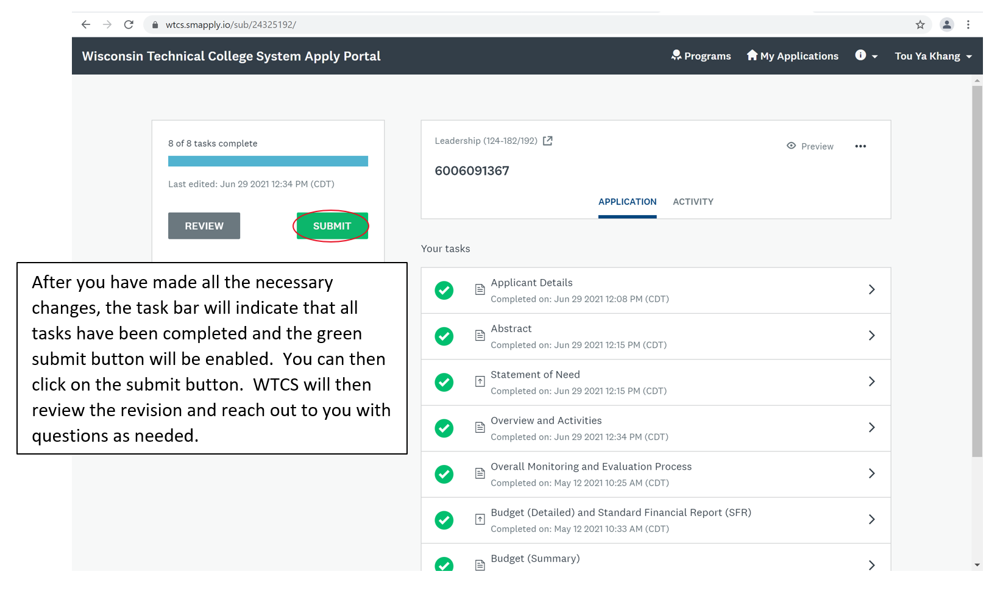 wtcs.smapply.io/sub/24325192/
Wisconsin Technical College System Apply Portal
Programs
My Applications
Tou Ya Khang
8 of 8 tasks complete
Last edited: Jun 29 2021 12:34 PM (CDT)
REVIEW
SUBMIT
After you have made all the necessary
changes, the task bar will indicate that all
tasks have been completed and the green
submit button will be enabled.  You can then
click on the submit button.  WTCS will then
review the revision and reach out to you with
questions as needed.
Leadership (124-182/192)
Preview
6006091367
APPLICATION
ACTIVITY
Your tasks
Applicant Details
Completed on: Jun 29 2021 12:08 PM (CDT)
Abstract
Completed on: Jun 29 2021 12:15 PM (CDT)
Statement of Need
Completed on: Jun 29 2021 12:15 PM (CDT)
Overview and Activities
Completed on: Jun 29 2021 12:34 PM (CDT)
Overall Monitoring and Evaluation Process
Completed on: May 12 2021 10:25 AM (CDT)
Budget (Detailed) and Standard Financial Report (SFR)
Completed on: May 12 2021 10:33 AM (CDT)
Budget (Summary)